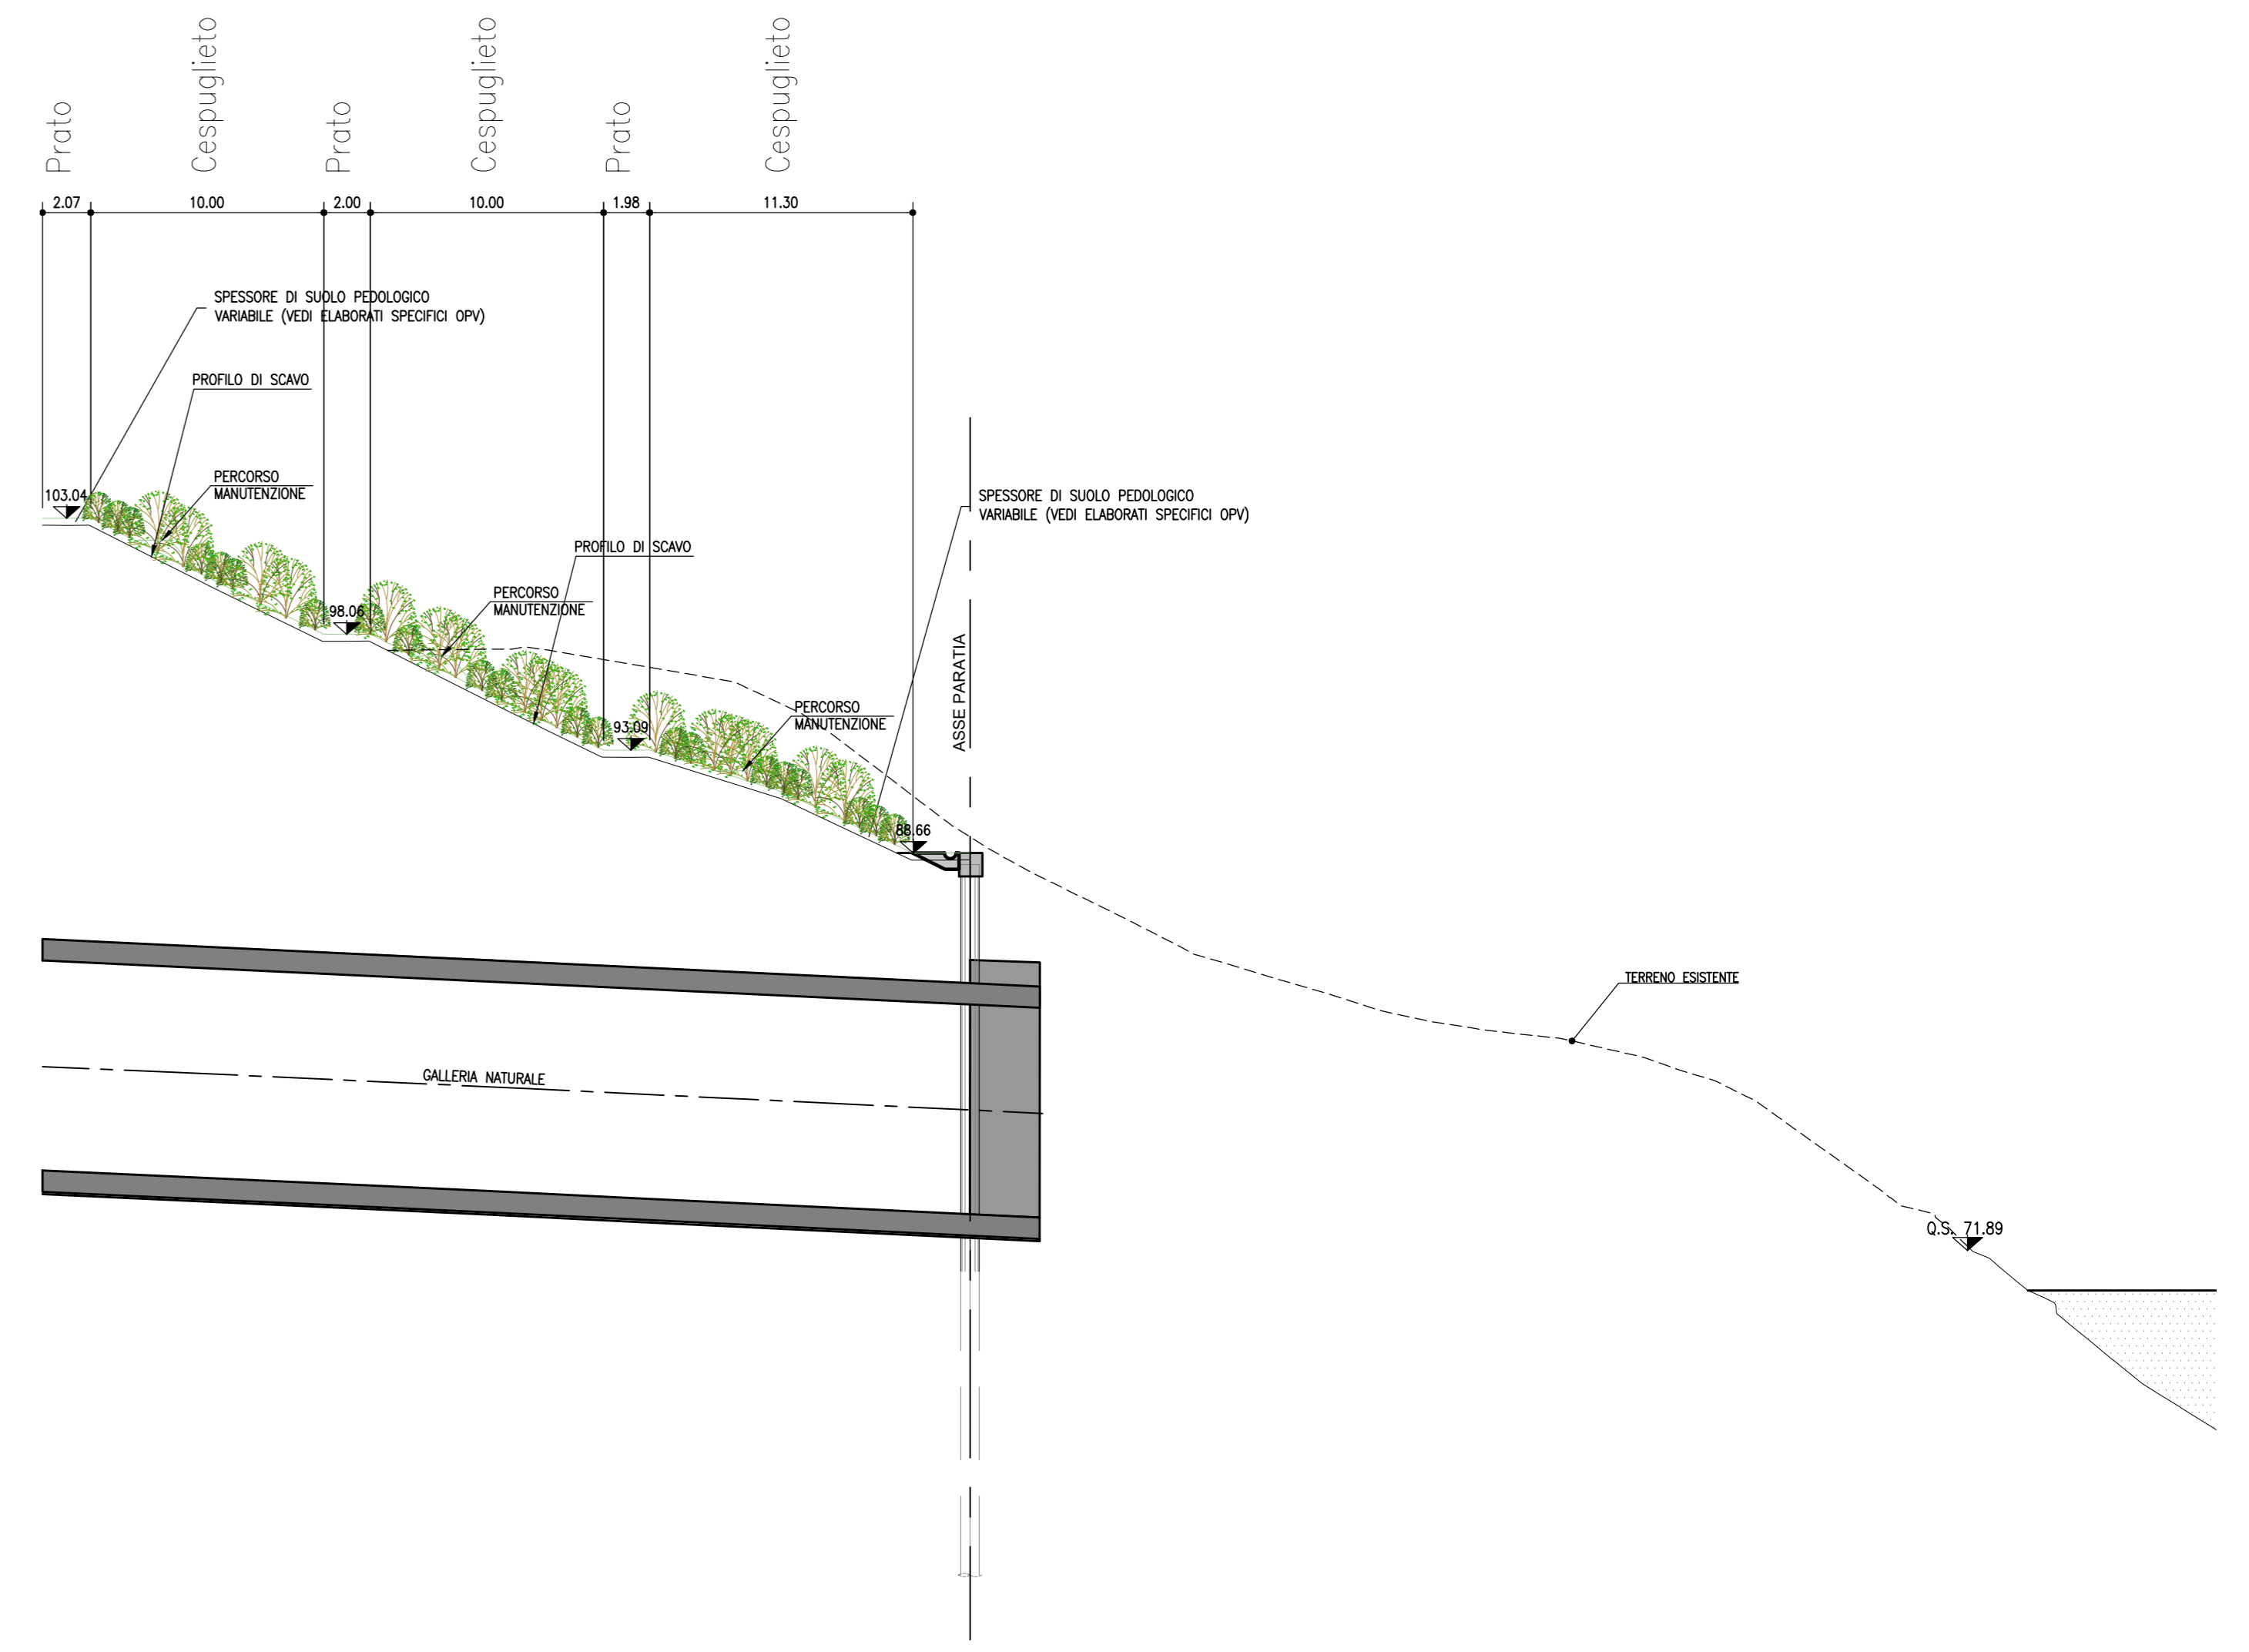 Prato
Cespuglieto
Prato
Cespuglieto
Prato
Cespuglieto
2.07
10.00
2.00
10.00
1.98
11.30
SPESSORE DI SUOLO PEDOLOGICO
VARIABILE (VEDI ELABORATI SPECIFICI OPV)
PROFILO DI SCAVO
PERCORSO
MANUTENZIONE
103.04
SPESSORE DI SUOLO PEDOLOGICO
VARIABILE (VEDI ELABORATI SPECIFICI OPV)
PROFILO DI SCAVO
PERCORSO
MANUTENZIONE
98.06
ASSE PARATIA
PERCORSO
MANUTENZIONE
93.09
88.66
TERRENO ESISTENTE
GALLERIA NATURALE
Q.S. 71.89